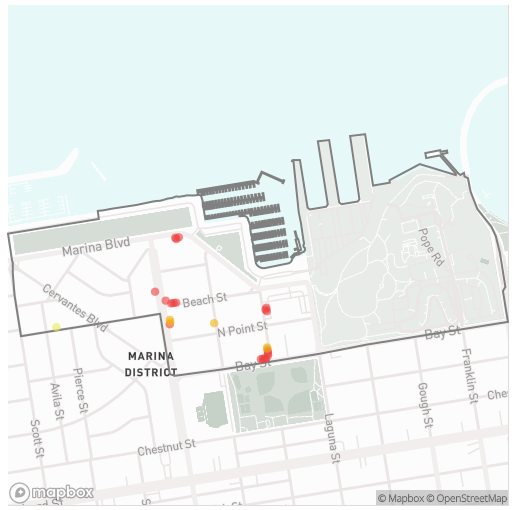 Marina Blvd
Pope Rd
Cervantes Blvd
Beach St
N Point St
Bay St
MARINA
DISTRICT
Bay St
Avila St
Pierce St
Scott St
Franklin St
Gough St
Laguna St
Chestnut St
mapbox
© Mapbox © OpenStreetMap